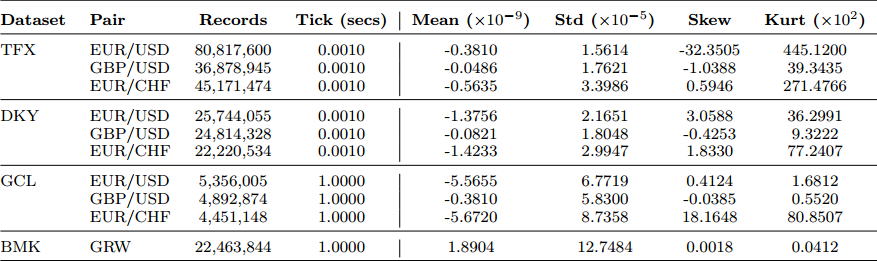 Dataset Pair Records Tick (secs) Mean (×10⁻⁹) Std (×10⁻⁵) Skew Kurt (×10²)
TFX EUR/USD 80,817,600 0.0010 -0.3810 1.5614 -32.3505 445.1200
GBP/USD 36,878,945 0.0010 -0.0486 1.7621 -1.0388 39.3435
EUR/CHF 45,171,474 0.0010 -0.5635 3.3986 0.5946 271.4766
DKY EUR/USD 25,744,055 0.0010 -1.3756 2.1651 3.0588 36.2991
GBP/USD 24,814,328 0.0010 -0.0821 1.8048 -0.4253 9.3222
EUR/CHF 22,220,534 0.0010 -1.4233 2.9947 1.8330 77.2407
GCL EUR/USD 5,356,005 1.0000 -5.5655 6.7719 0.4124 1.6812
GBP/USD 4,892,874 1.0000 -0.3810 5.8300 -0.0385 0.5520
EUR/CHF 4,451,148 1.0000 -5.6720 8.7358 18.1648 80.8507
BMK GRW 22,463,844 1.0000 1.8904 12.7484 0.0018 0.0412